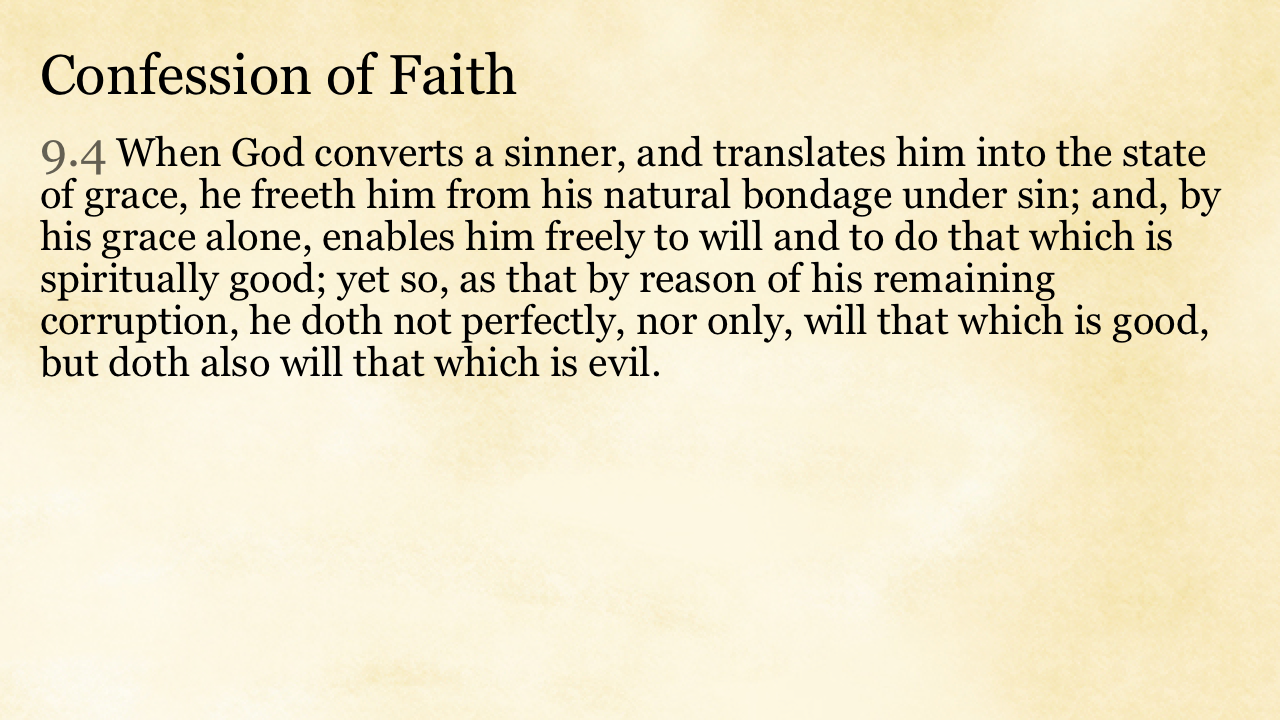 Confession of Faith
9.4 When God converts a sinner, and translates him into the state
of grace, he freeth him from his natural bondage under sin; and, by
his grace alone, enables him freely to will and to do that which is
spiritually good; yet so, as that by reason of his remaining
corruption, he doth not perfectly, nor only, will that which is good,
but doth also will that which is evil.